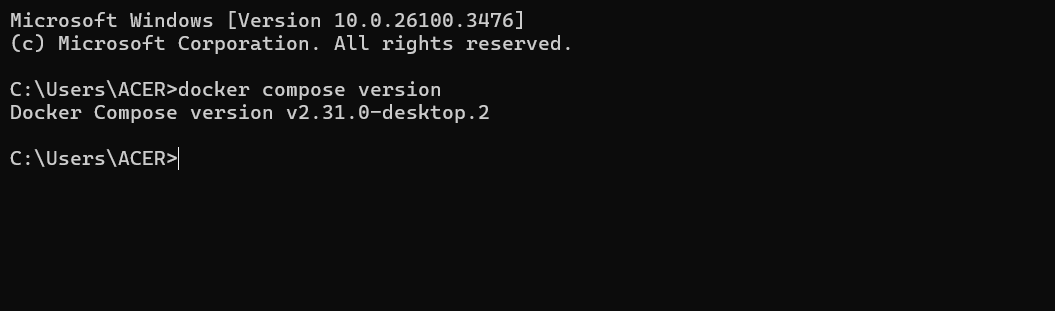 Microsoft Windows [Version 10.0.26100.3476]
(c) Microsoft Corporation. All rights reserved.
C:\Users\ACER>docker compose version
Docker Compose version v2.31.0-desktop.2
C:\Users\ACER>